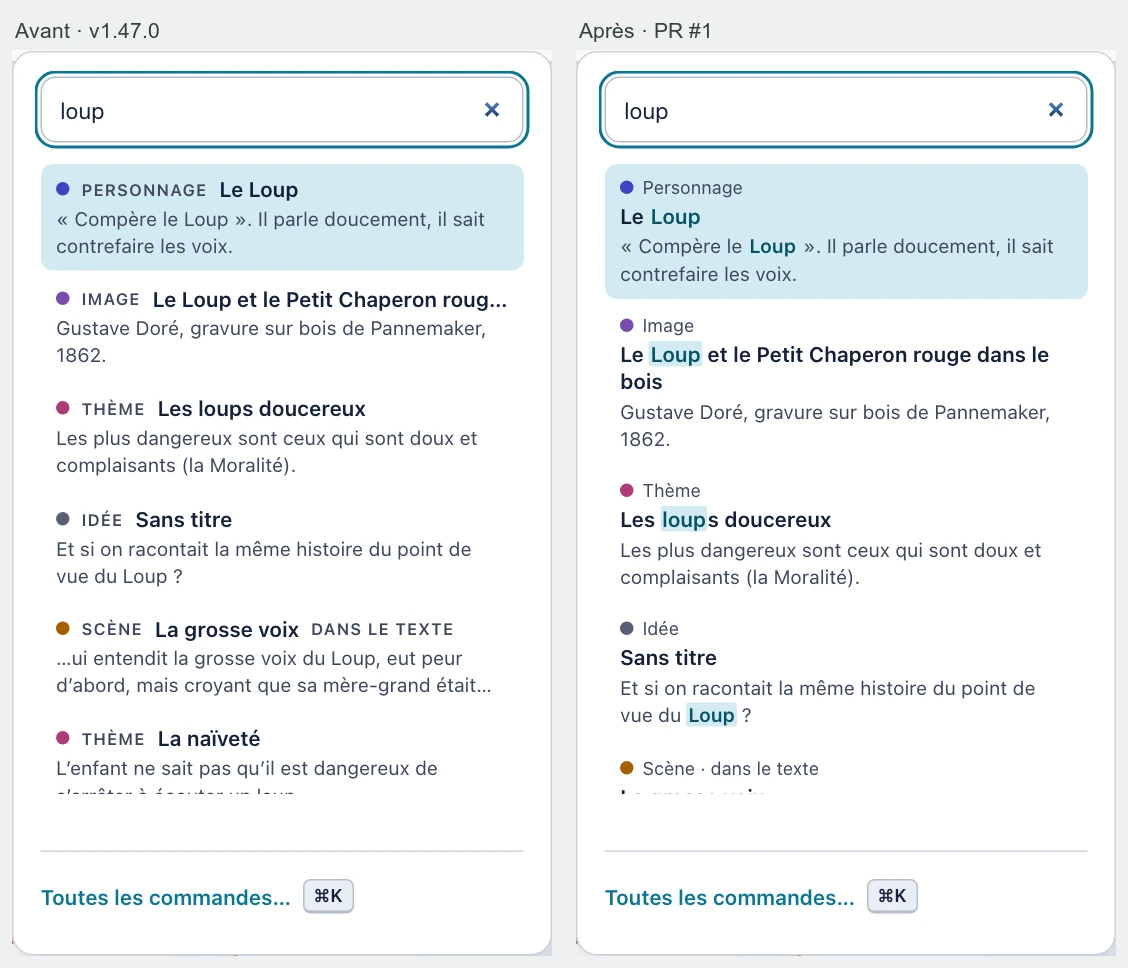 Avant · v1.47.0
loup
PERSONNAGE Le Loup
« Compère le Loup ». Il parle doucement, il sait
contrefaire les voix.
IMAGE Le Loup et le Petit Chaperon roug...
Gustave Doré, gravure sur bois de Pannemaker,
1862.
THÈME Les loups doucereux
Les plus dangereux sont ceux qui sont doux et
complaisants (la Moralité).
IDÉE Sans titre
Et si on racontait la même histoire du point de
vue du Loup ?
SCÈNE La grosse voix DANS LE TEXTE
…ui entendit la grosse voix du Loup, eut peur
d’abord, mais croyant que sa mère-grand était…
THÈME La naïveté
L’enfant ne sait pas qu’il est dangereux de
Toutes les commandes… ⌘K
Après · PR #1
loup
Personnage
Le Loup
« Compère le Loup ». Il parle doucement, il sait
contrefaire les voix.
Image
Le Loup et le Petit Chaperon rouge dans le
bois
Gustave Doré, gravure sur bois de Pannemaker,
1862.
Thème
Les loups doucereux
Les plus dangereux sont ceux qui sont doux et
complaisants (la Moralité).
Idée
Sans titre
Et si on racontait la même histoire du point de
vue du Loup ?
Scène · dans le texte
Toutes les commandes… ⌘K